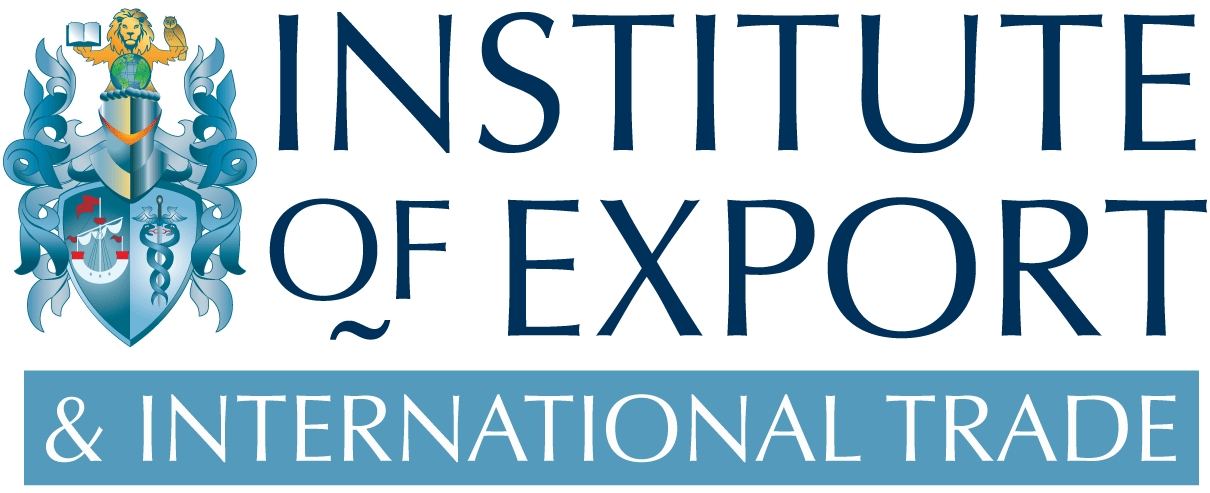 INSTITUTE
OF EXPORT
& INTERNATIONAL TRADE